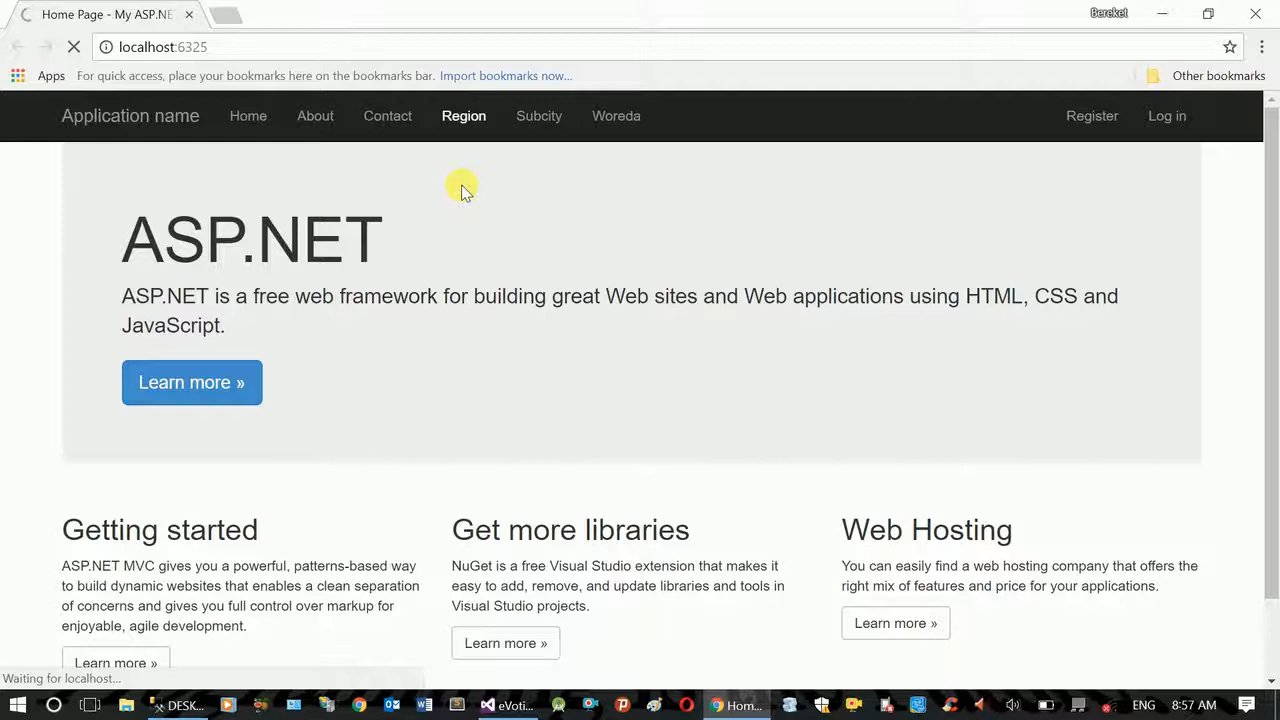 Home Page - My ASP.NE
Bereket
localhost:6325
Apps For quick access, place your bookmarks here on the bookmarks bar. Import bookmarks now... Other bookmarks
Application name Home About Contact Region Subcity Woreda Register Log in
ASP.NET
ASP.NET is a free web framework for building great Web sites and Web applications using HTML, CSS and
JavaScript.
Learn more »
Getting started
ASP.NET MVC gives you a powerful, patterns-based way
to build dynamic websites that enables a clean separation
of concerns and gives you full control over markup for
enjoyable, agile development.
Learn more »
Get more libraries
NuGet is a free Visual Studio extension that makes it
easy to add, remove, and update libraries and tools in
Visual Studio projects.
Learn more »
Web Hosting
You can easily find a web hosting company that offers the
right mix of features and price for your applications.
Learn more »
Waiting for localhost...
DESK... eVoti... Hom... ENG 8:57 AM